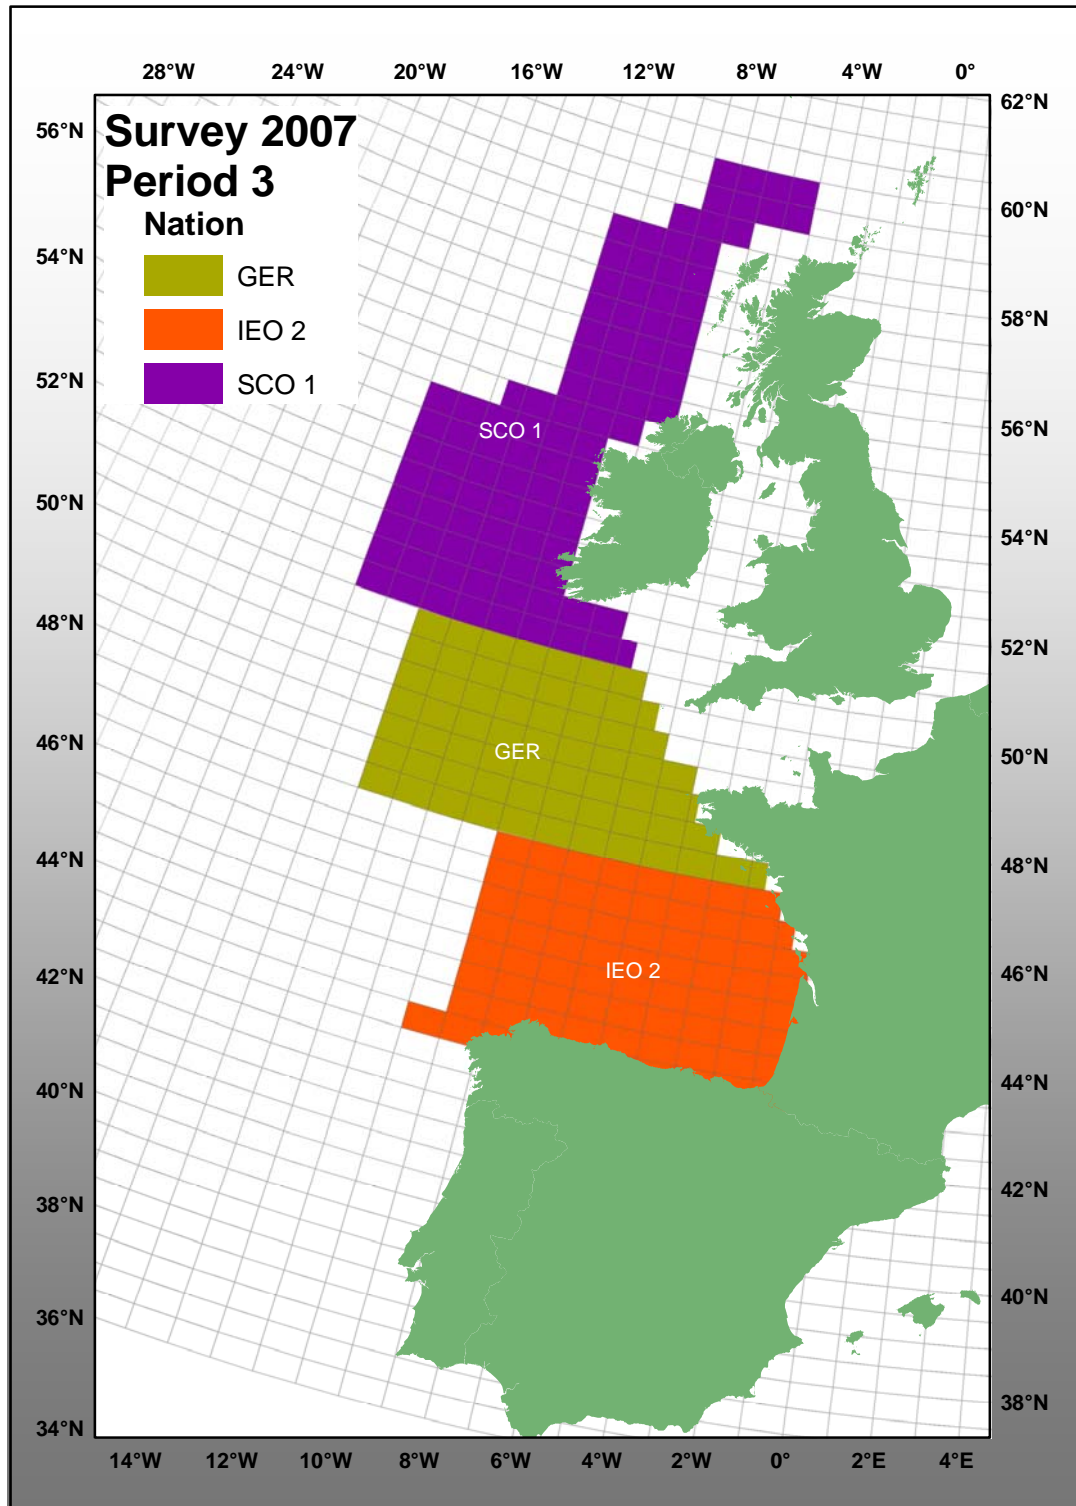 28°W 24°W 20°W 16°W 12°W 8°W 4°W 0°
62°N
56°N
Survey 2007
Period 3
Nation
GER
IEO 2
SCO 1
60°N
54°N
58°N
52°N
56°N
SCO 1
50°N
54°N
48°N
52°N
46°N
GER
50°N
44°N
48°N
42°N
IEO 2
46°N
40°N
44°N
38°N
42°N
36°N
40°N
34°N
38°N
14°W 12°W 10°W 8°W 6°W 4°W 2°W 0° 2°E 4°E